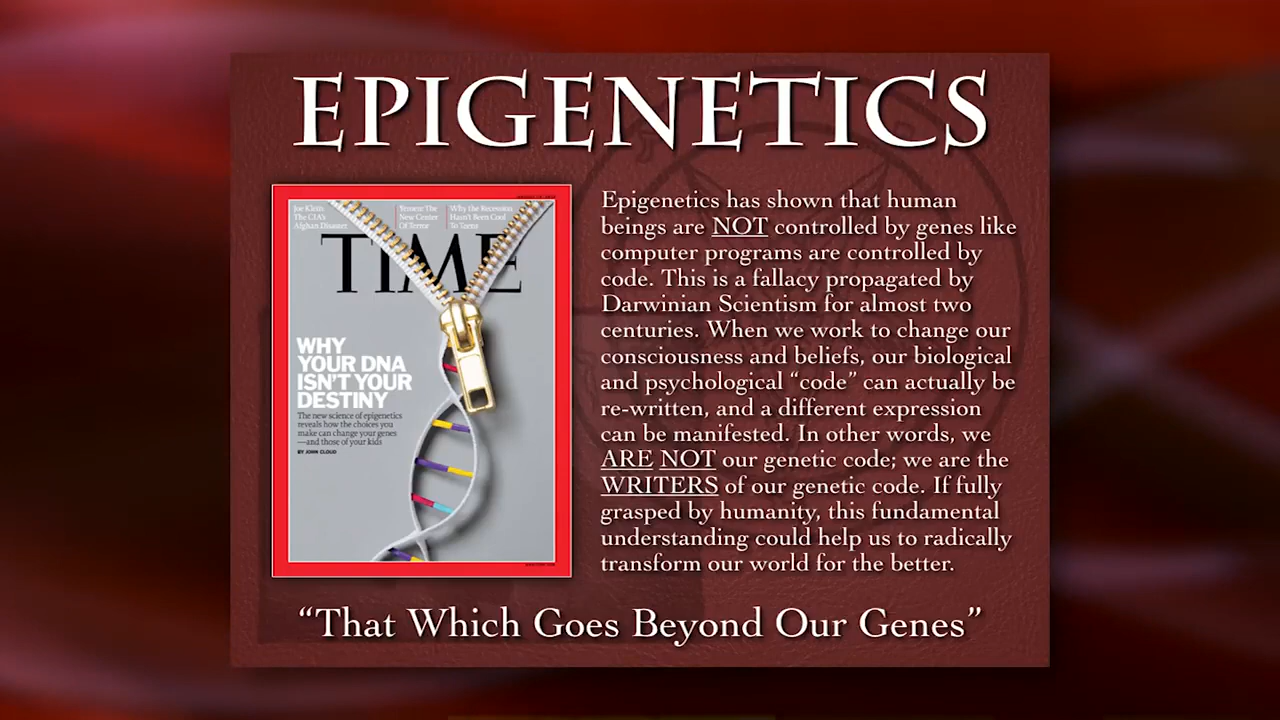 EPIGENETICS
Joe Klein:
The CIA's
Afghan Disaster
Yemen: The
New Center
Of Terror
Why the Recession
Hasn't Been Cool
To Teens
TIME
WHY
YOUR DNA
ISN'T YOUR
DESTINY
The new science of epigenetics
reveals how the choices you
make can change your genes
—and those of your kids
BY JOHN CLOUD
Epigenetics has shown that human
beings are NOT controlled by genes like
computer programs are controlled by
code. This is a fallacy propagated by
Darwinian Scientism for almost two
centuries. When we work to change our
consciousness and beliefs, our biological
and psychological “code” can actually be
re-written, and a different expression
can be manifested. In other words, we
ARE NOT our genetic code; we are the
WRITERS of our genetic code. If fully
grasped by humanity, this fundamental
understanding could help us to radically
transform our world for the better.
“That Which Goes Beyond Our Genes”